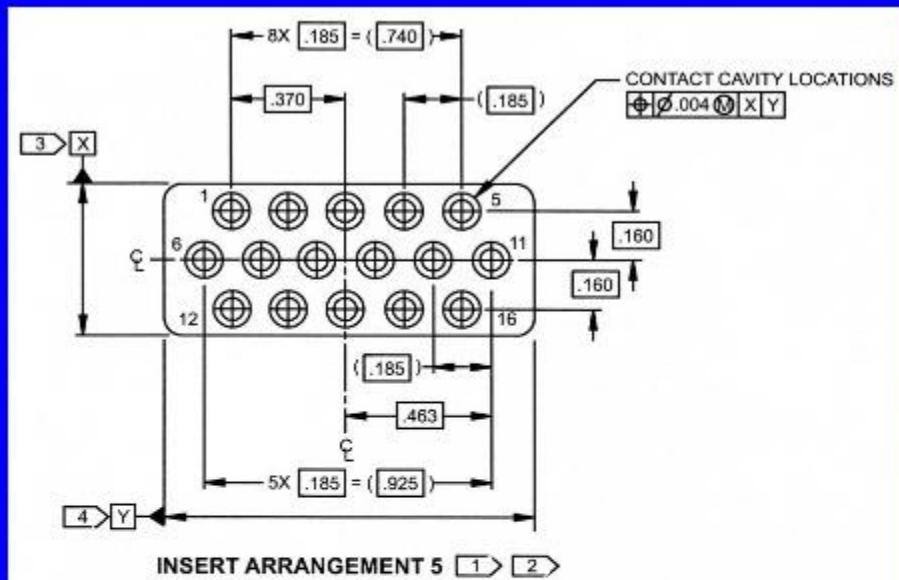 8X .185 = ( .740 )
.370
( .185 )
CONTACT CAVITY LOCATIONS
⌖ Ø.004 Ⓜ X Y
3 X
1
5
.160
℄
6
11
.160
12
16
( .185 )
.463
℄
5X .185 = ( .925 )
4 Y
INSERT ARRANGEMENT 5 1 2